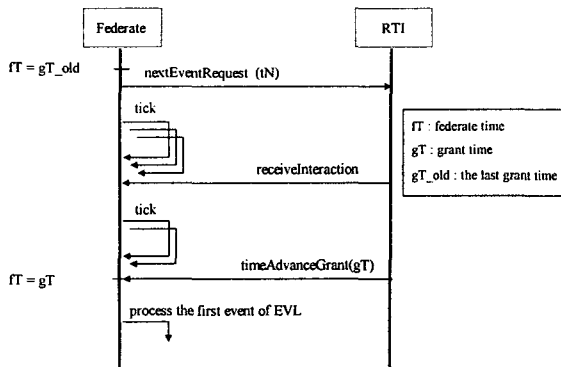 Federate
RTI
fT = gT_old
nextEventRequest (tN)
tick
fT : federate time
gT : grant time
gT_old : the last grant time
receiveInteraction
tick
timeAdvanceGrant(gT)
fT = gT
process the first event of EVL